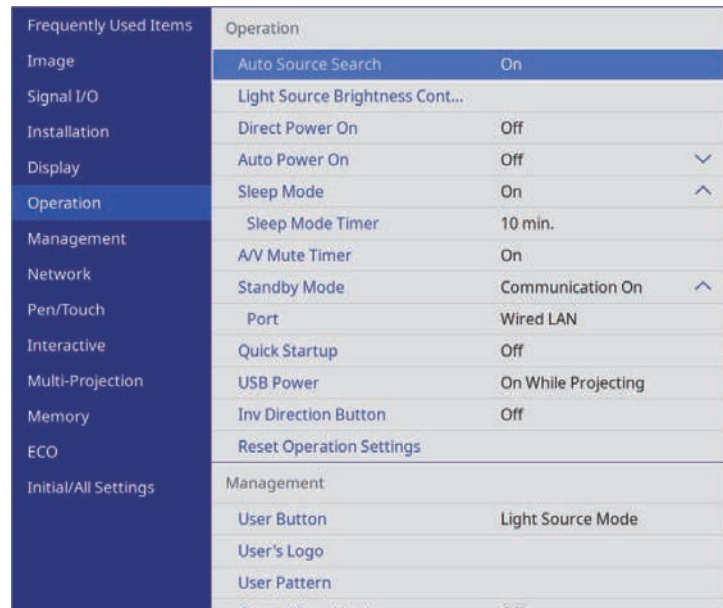 Frequently Used Items
Image
Signal I/O
Installation
Display
Operation
Management
Network
Pen/Touch
Interactive
Multi-Projection
Memory
ECO
Initial/All Settings
Operation
Auto Source Search On
Light Source Brightness Cont...
Direct Power On Off
Auto Power On Off
Sleep Mode On
Sleep Mode Timer 10 min.
A/V Mute Timer On
Standby Mode Communication On
Port Wired LAN
Quick Startup Off
USB Power On While Projecting
Inv Direction Button Off
Reset Operation Settings
Management
User Button Light Source Mode
User's Logo
User Pattern